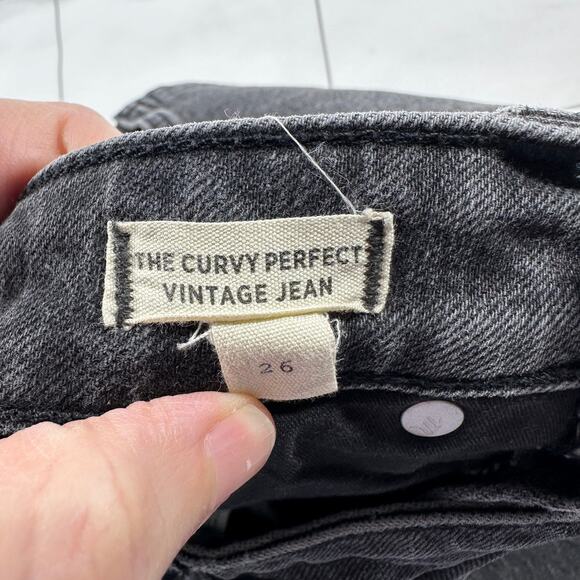 THE CURVY PERFECT
VINTAGE JEAN
26